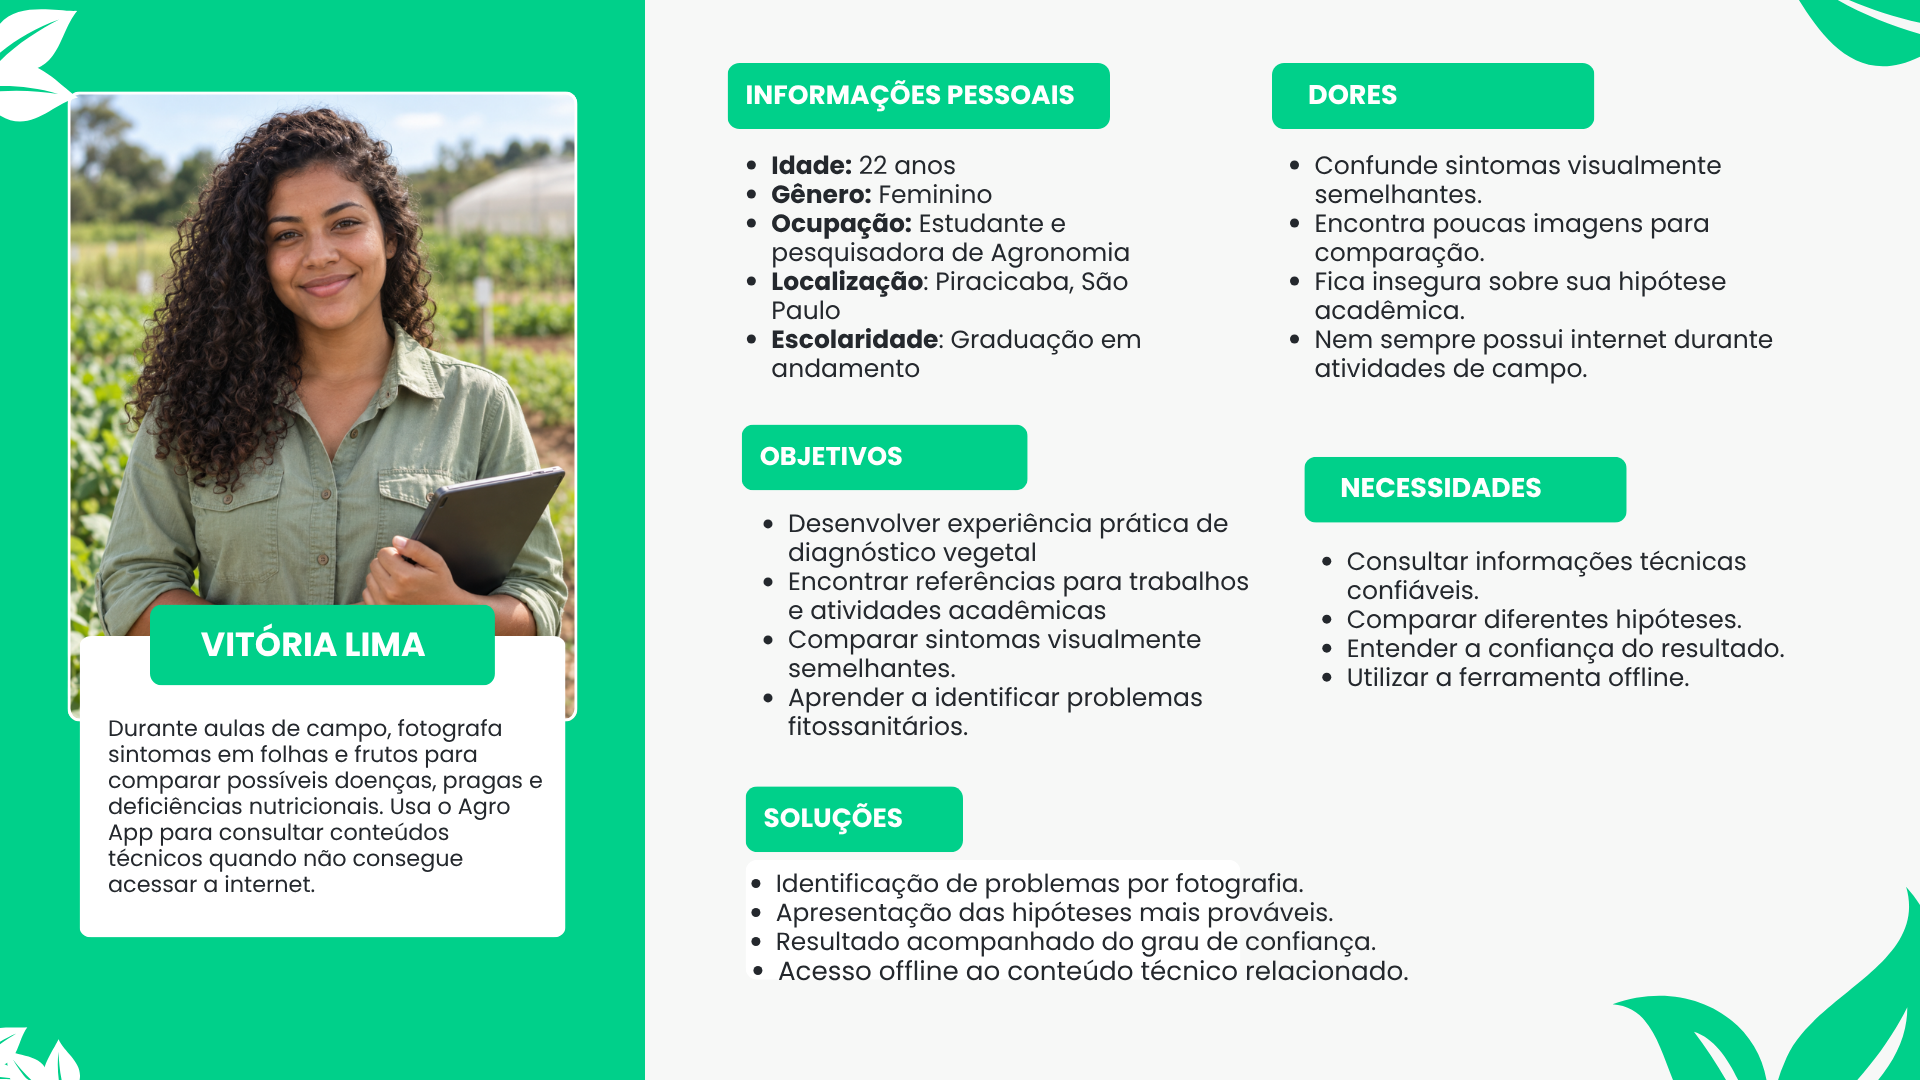 VITÓRIA LIMA
Durante aulas de campo, fotografa
sintomas em folhas e frutos para
comparar possíveis doenças, pragas e
deficiências nutricionais. Usa o Agro
App para consultar conteúdos
técnicos quando não consegue
acessar a internet.
INFORMAÇÕES PESSOAIS
• Idade: 22 anos
• Gênero: Feminino
• Ocupação: Estudante e
pesquisadora de Agronomia
• Localização: Piracicaba, São
Paulo
• Escolaridade: Graduação em
andamento
OBJETIVOS
• Desenvolver experiência prática de
diagnóstico vegetal
• Encontrar referências para trabalhos
e atividades acadêmicas
• Comparar sintomas visualmente
semelhantes.
• Aprender a identificar problemas
fitossanitários.
SOLUÇÕES
• Identificação de problemas por fotografia.
• Apresentação das hipóteses mais prováveis.
• Resultado acompanhado do grau de confiança.
• Acesso offline ao conteúdo técnico relacionado.
DORES
• Confunde sintomas visualmente
semelhantes.
• Encontra poucas imagens para
comparação.
• Fica insegura sobre sua hipótese
acadêmica.
• Nem sempre possui internet durante
atividades de campo.
NECESSIDADES
• Consultar informações técnicas
confiáveis.
• Comparar diferentes hipóteses.
• Entender a confiança do resultado.
• Utilizar a ferramenta offline.